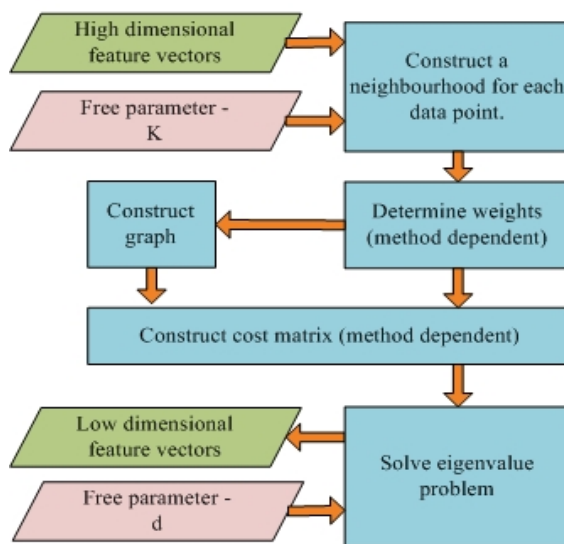 High dimensional
feature vectors
Construct a
neighbourhood for each
data point.
Free parameter -
K
Construct
graph
Determine weights
(method dependent)
Construct cost matrix (method dependent)
Low dimensional
feature vectors
Solve eigenvalue
problem
Free parameter -
d